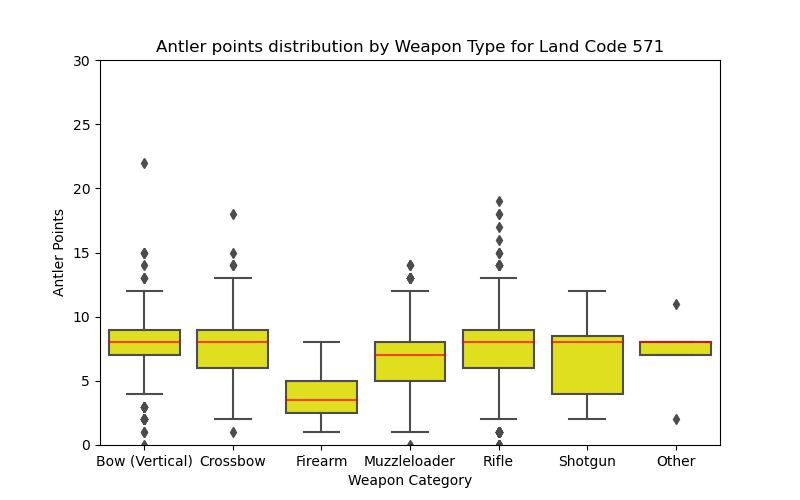 Antler points distribution by Weapon Type for Land Code 571
Antler Points
30
25
20
15
10
5
0
Bow (Vertical) Crossbow Firearm Muzzleloader Rifle Shotgun Other
Weapon Category